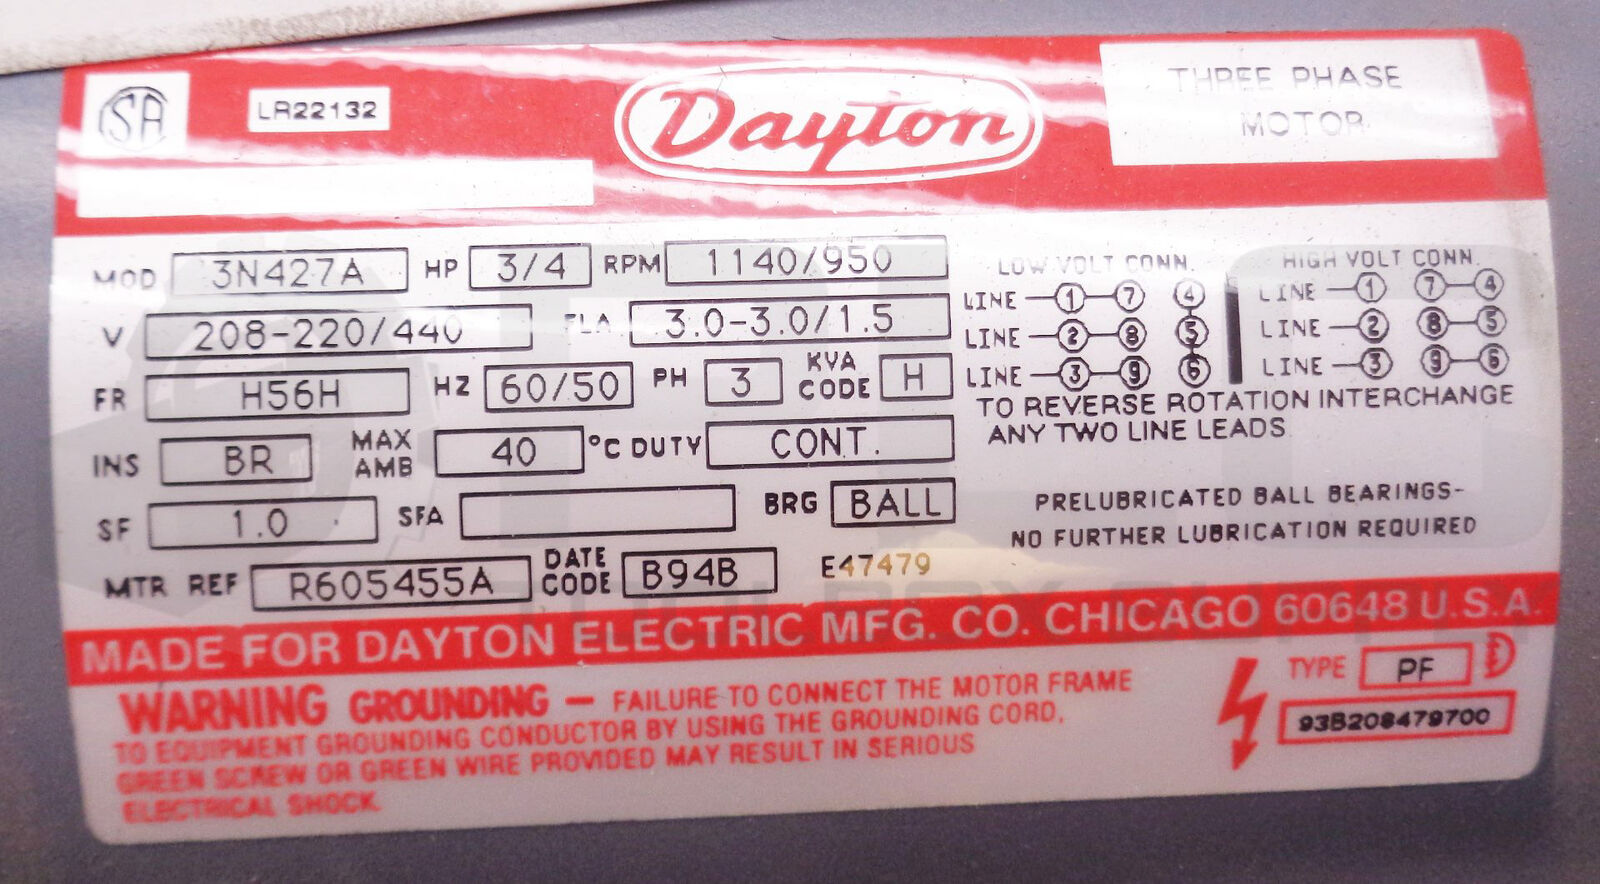 SA
LR22132
Dayton
THREE PHASE
MOTOR
MOD 3N427A HP 3/4 RPM 1140/950
V 208-220/440 FLA 3.0-3.0/1.5
FR H56H HZ 60/50 PH 3 KVA CODE H
INS BR MAX AMB 40 °C DUTY CONT.
SF 1.0 SFA BRG BALL
MTR REF R605455A DATE CODE B94B E47479
LOW VOLT CONN.
LINE 1 7 4
LINE 2 8 5
LINE 3 9 6
HIGH VOLT CONN.
LINE 1 7 4
LINE 2 8 5
LINE 3 9 6
TO REVERSE ROTATION INTERCHANGE
ANY TWO LINE LEADS
PRELUBRICATED BALL BEARINGS-
NO FURTHER LUBRICATION REQUIRED
MADE FOR DAYTON ELECTRIC MFG. CO. CHICAGO 60648 U.S.A.
WARNING GROUNDING — FAILURE TO CONNECT THE MOTOR FRAME
TO EQUIPMENT GROUNDING CONDUCTOR BY USING THE GROUNDING CORD,
GREEN SCREW OR GREEN WIRE PROVIDED MAY RESULT IN SERIOUS
ELECTRICAL SHOCK.
TYPE PF
93B208479700